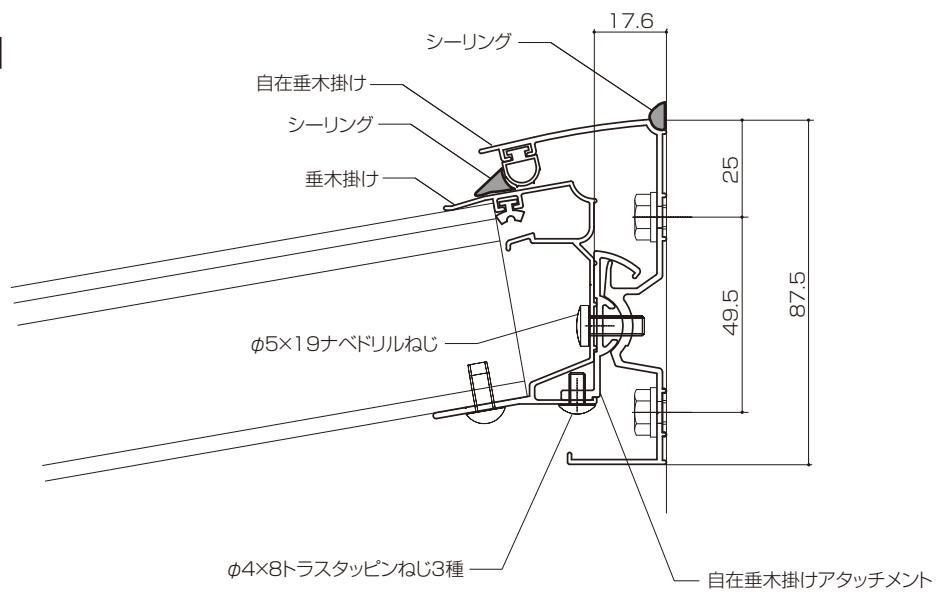 17.6
シーリング
自在垂木掛け
シーリング
垂木掛け
25
49.5
87.5
φ5×19ナベドリルねじ
φ4×8トラスタッピンねじ3種
自在垂木掛けアタッチメント